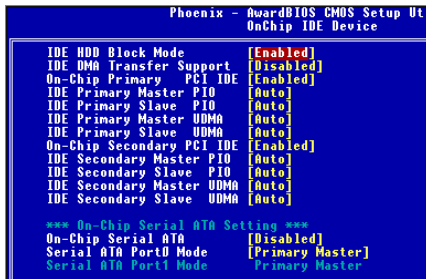 Phoenix - AwardBIOS CMOS Setup Ut
OnChip IDE Device
IDE HDD Block Mode [Enabled]
IDE DMA Transfer Support [Disabled]
On-Chip Primary PCI IDE [Enabled]
IDE Primary Master PIO [Auto]
IDE Primary Slave PIO [Auto]
IDE Primary Master UDMA [Auto]
IDE Primary Slave UDMA [Auto]
On-Chip Secondary PCI IDE [Enabled]
IDE Secondary Master PIO [Auto]
IDE Secondary Slave PIO [Auto]
IDE Secondary Master UDMA [Auto]
IDE Secondary Slave UDMA [Auto]
*** On-Chip Serial ATA Setting ***
On-Chip Serial ATA [Disabled]
Serial ATA Port0 Mode [Primary Master]
Serial ATA Port1 Mode Primary Master